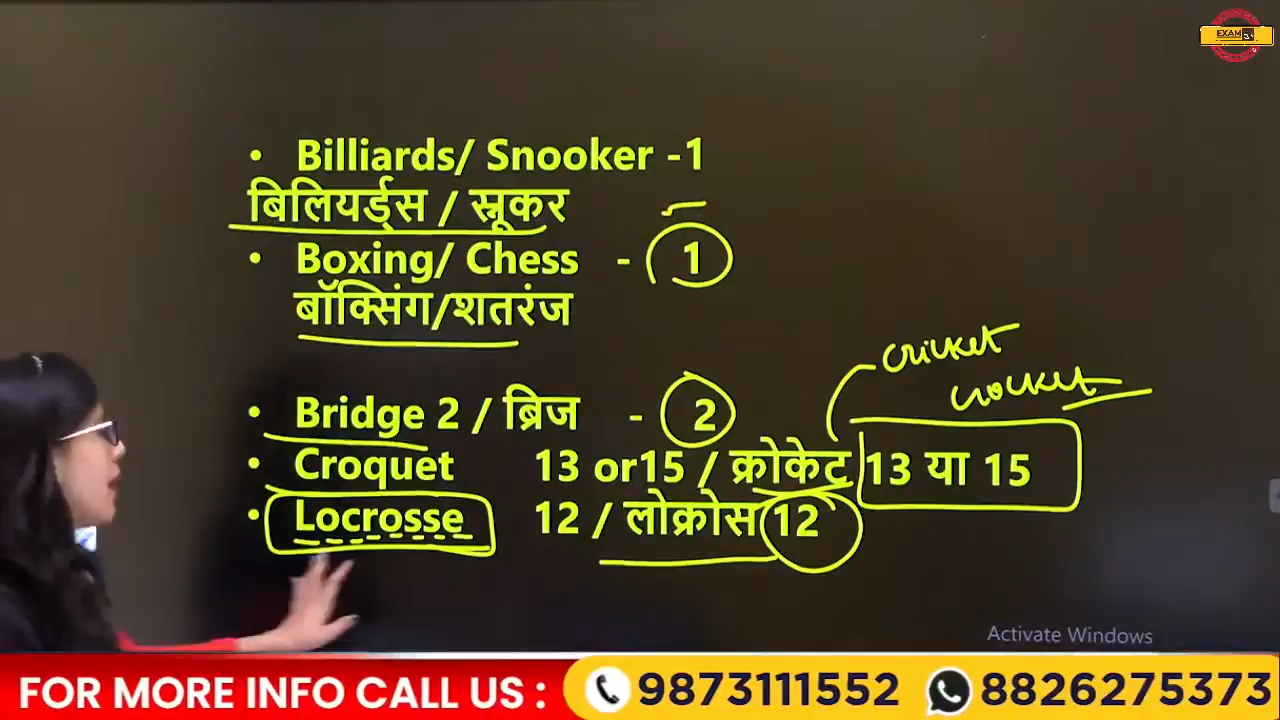 EXAM
• Billiards/ Snooker -1
बिलियर्ड्स / स्नूकर
• Boxing/ Chess - 1
बॉक्सिंग/शतरंज
cricket
• Bridge 2 / ब्रिज - 2
• Croquet 13 or15 / क्रोकेट 13 या 15
• Locrosse 12 / लोक्रोस 12
Activate Windows
FOR MORE INFO CALL US : 9873111552 8826275373